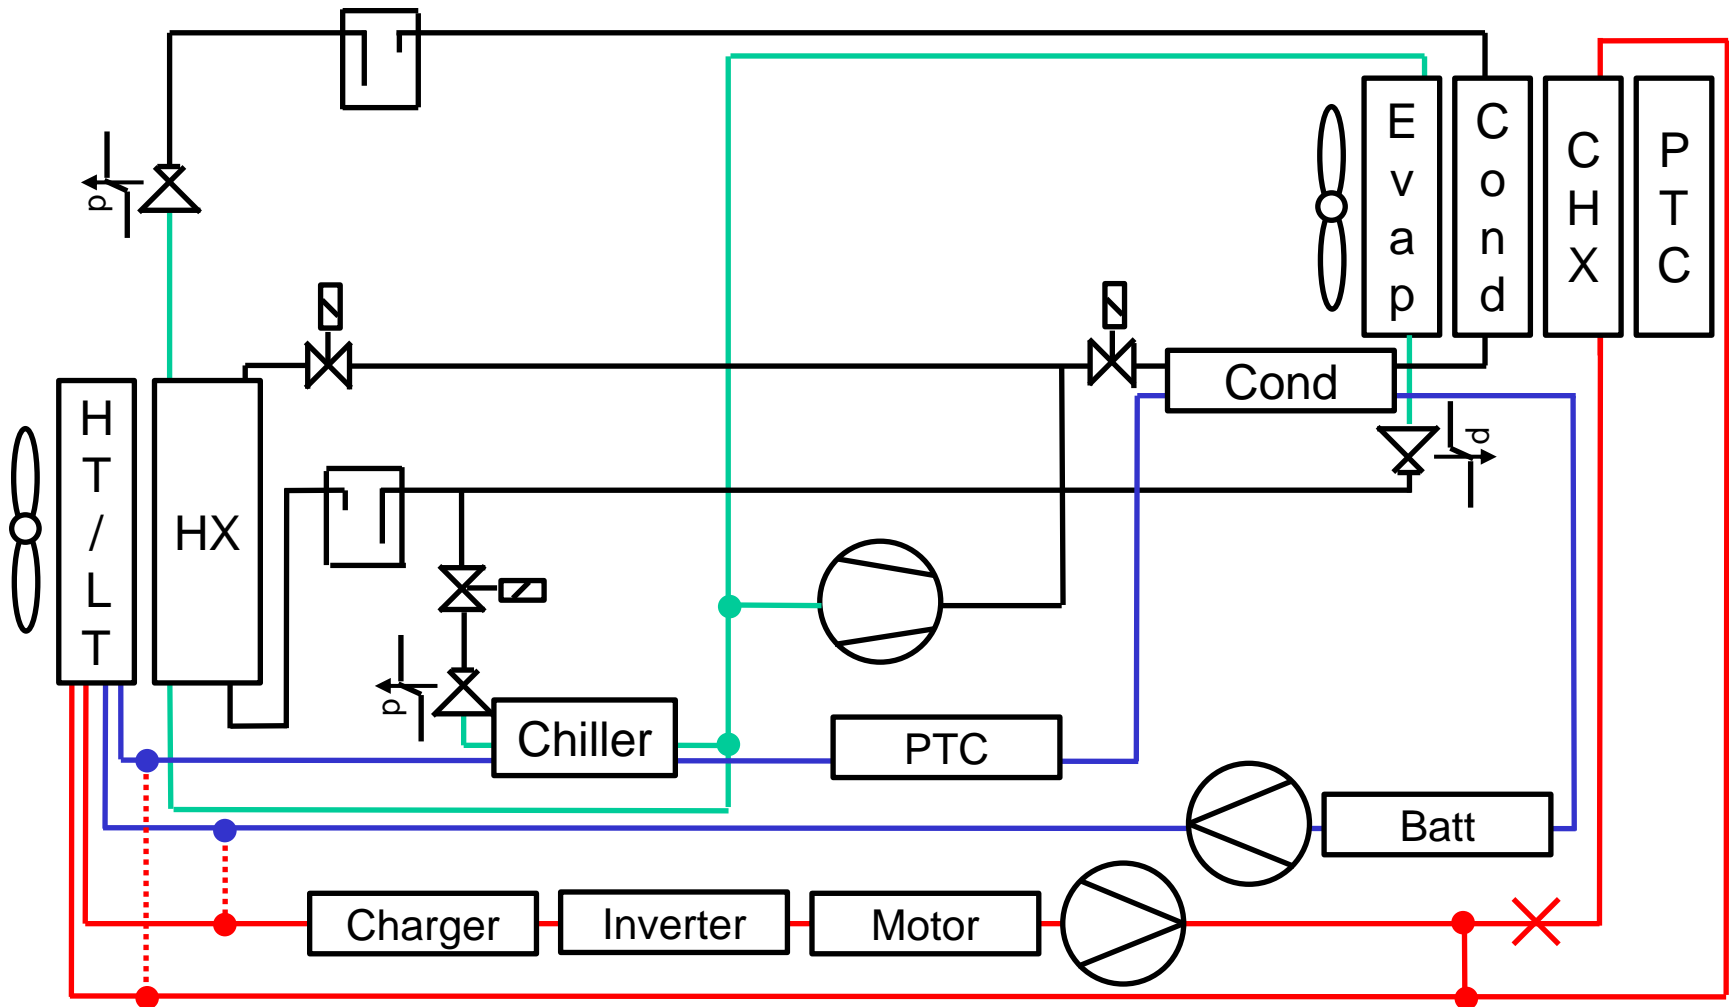 p
Evap
Cond
CHX
PTC
Cond
p
HT/LT
HX
p
Chiller
PTC
Batt
Charger
Inverter
Motor